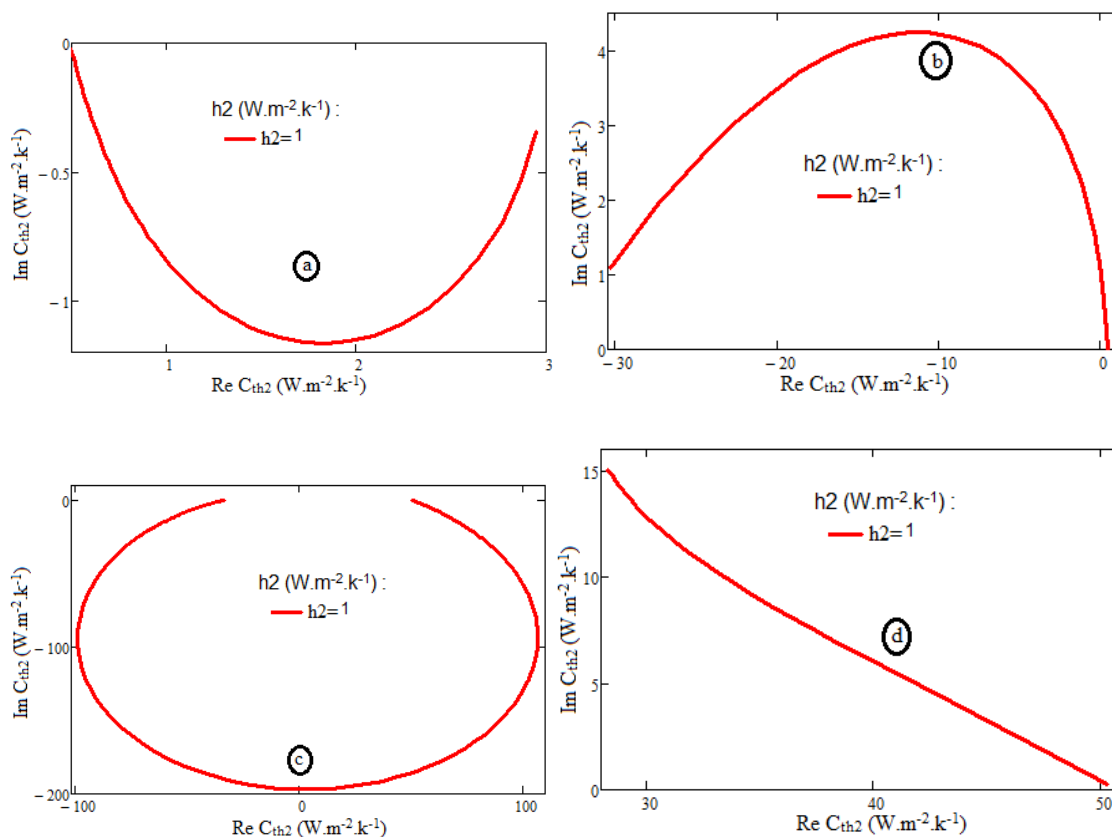 0
− 0.5
− 1
Im Cth2 (W.m-2.k-1)
h2 (W.m-2.k-1) :
h2= 1
a
1
2
3
Re Cth2 (W.m-2.k-1)
4
3
2
1
0
Im Cth2 (W.m-2.k-1)
b
h2 (W.m-2.k-1) :
h2= 1
− 30
− 20
− 10
0
Re Cth2 (W.m-2.k-1)
0
− 100
− 200
Im Cth2 (W.m-2.k-1)
h2 (W.m-2.k-1) :
h2= 1
c
− 100
0
100
Re Cth2 (W.m-2.k-1)
15
10
5
0
Im Cth2 (W.m-2.k-1)
h2 (W.m-2.k-1) :
h2= 1
d
30
40
50
Re Cth2 (W.m-2.k-1)